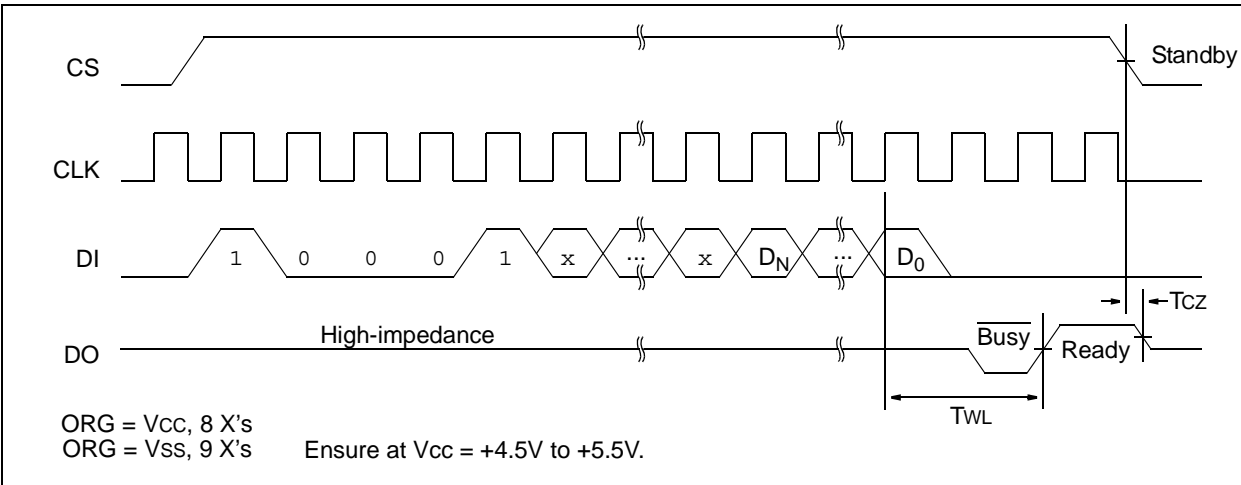 CS
Standby
CLK
DI 1 0 0 0 1 x ... x DN ... D0
TCZ
DO High-impedance Busy Ready
TWL
ORG = VCC, 8 X's
ORG = VSS, 9 X's Ensure at Vcc = +4.5V to +5.5V.